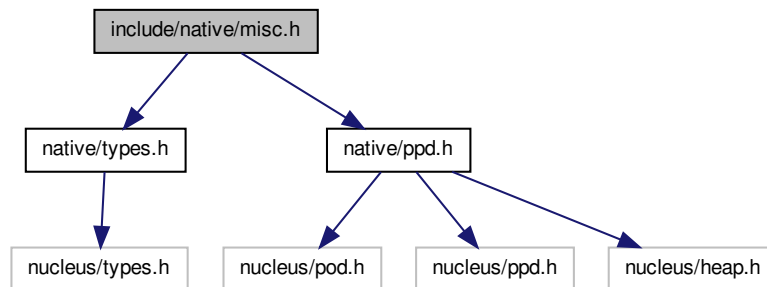 include/native/misc.h
native/types.h
native/ppd.h
nucleus/types.h
nucleus/pod.h
nucleus/ppd.h
nucleus/heap.h